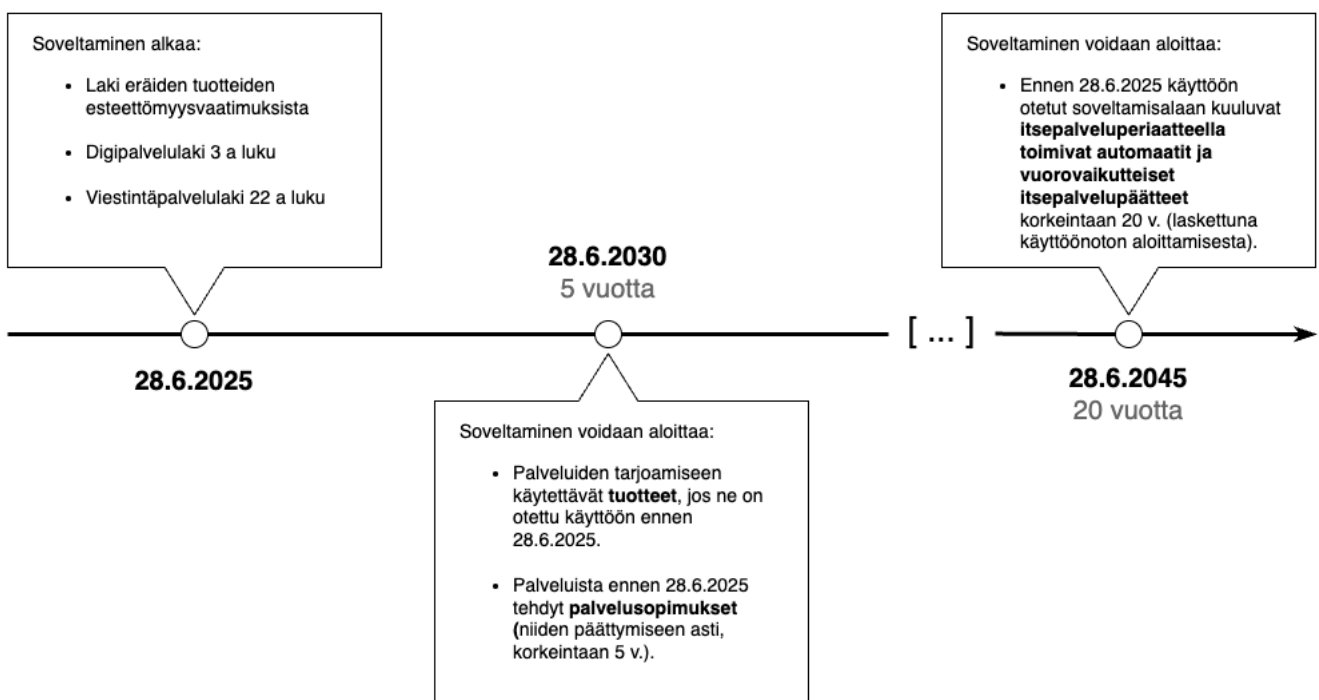 Soveltaminen alkaa:
• Laki eräiden tuotteiden
esteettömyysvaatimuksista
• Digipalvelulaki 3 a luku
• Viestintäpalvelulaki 22 a luku
28.6.2025
28.6.2030
5 vuotta
Soveltaminen voidaan aloittaa:
• Palveluiden tarjoamiseen
käytettävät tuotteet, jos ne on
otettu käyttöön ennen
28.6.2025.
• Palveluista ennen 28.6.2025
tehdyt palvelusopimukset
(niiden päättymiseen asti,
korkeintaan 5 v.).
[ ... ]
Soveltaminen voidaan aloittaa:
• Ennen 28.6.2025 käyttöön
otetut soveltamisalaan kuuluvat
itsepalveluperiaatteella
toimivat automaatit ja
vuorovaikutteiset
itsepalvelupäätteet
korkeintaan 20 v. (laskettuna
käyttöönoton aloittamisesta).
28.6.2045
20 vuotta